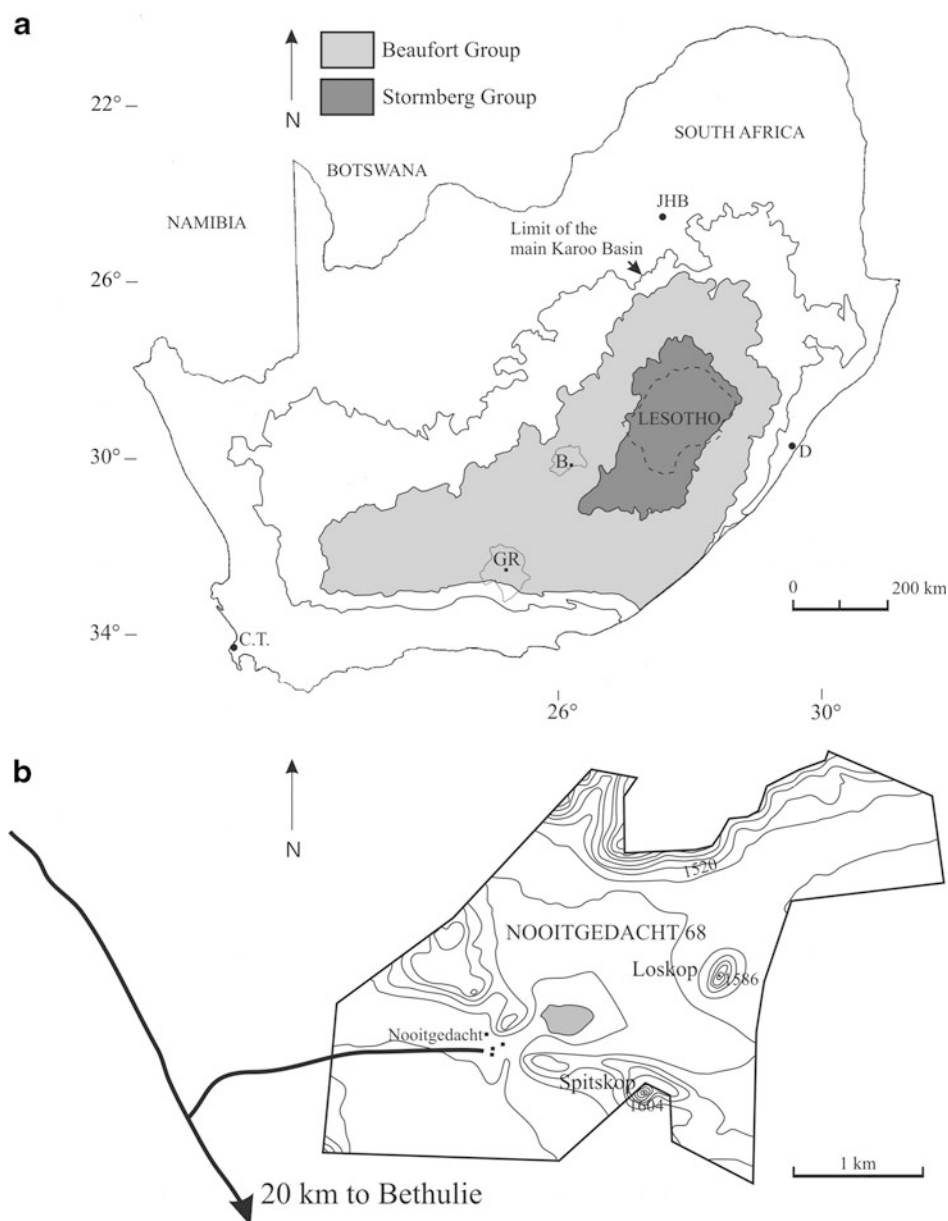 a
N
Beaufort Group
Stormberg Group
22°
SOUTH AFRICA
BOTSWANA
NAMIBIA
JHB
Limit of the
main Karoo Basin
26°
LESOTHO
30°
B
D
GR
0 200 km
34°
C.T.
26° 30°
b
N
1520
NOOITGEDACHT 68
Loskop
1586
Nooitgedacht
Spitskop
1604
1 km
20 km to Bethulie